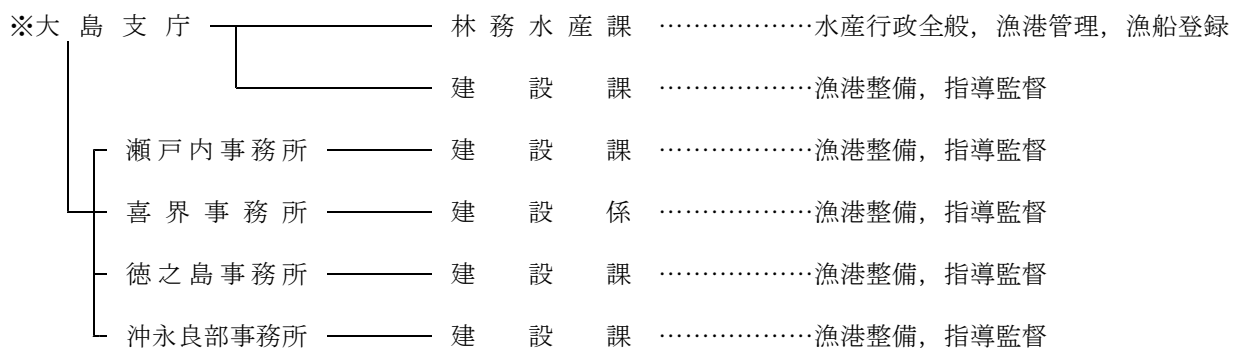 ※大島支庁 林務水産課 ………………水産行政全般，漁港管理，漁船登録
建設課 ………………漁港整備，指導監督
瀬戸内事務所 建設課 ………………漁港整備，指導監督
喜界事務所 建設係 ………………漁港整備，指導監督
徳之島事務所 建設課 ………………漁港整備，指導監督
沖永良部事務所 建設課 ………………漁港整備，指導監督